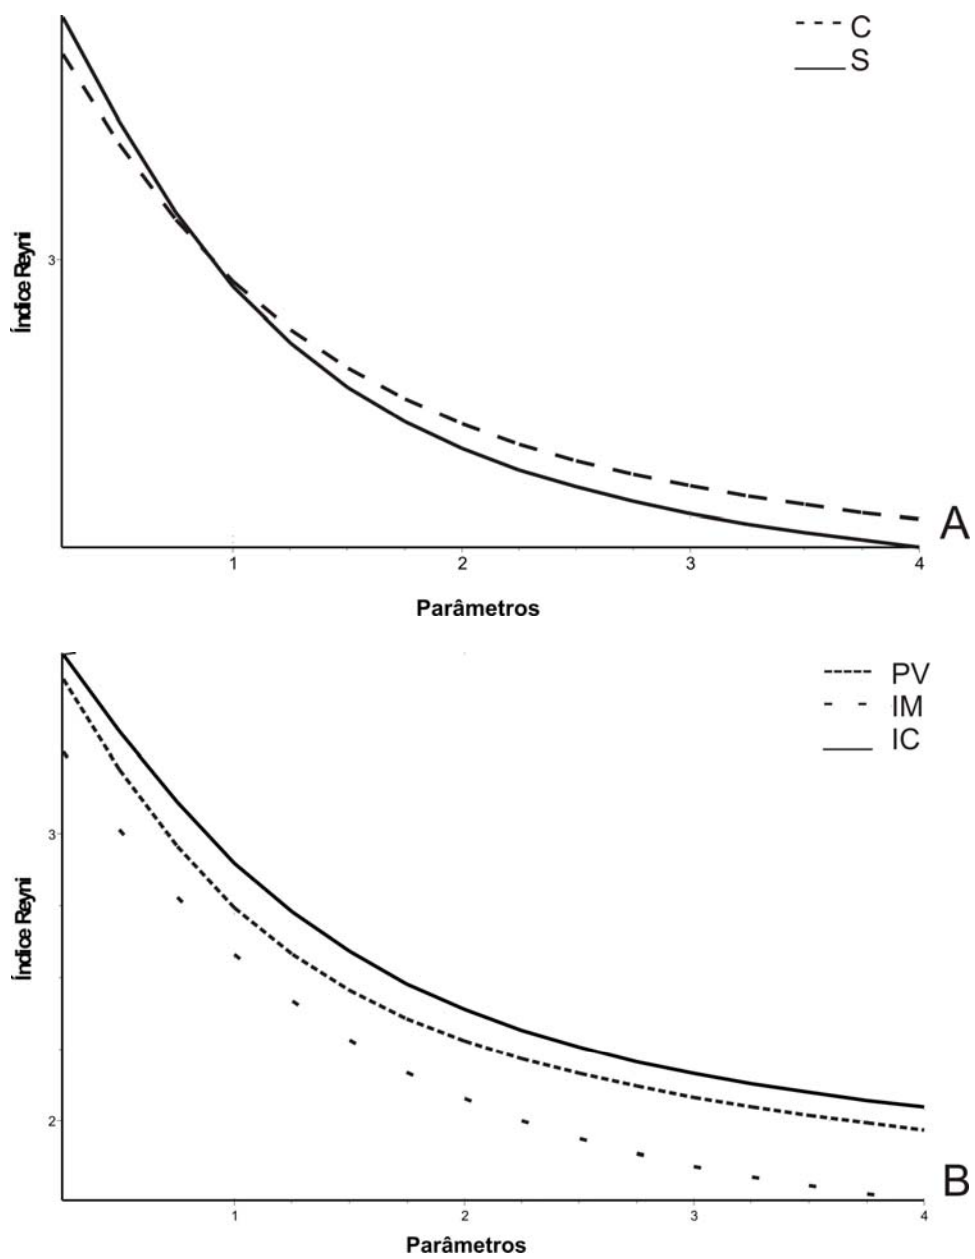 C
S
Índice Reyni
3
1 2 3 4
A
Parâmetros
PV
IM
IC
Índice Reyni
3
2
1 2 3 4
B
Parâmetros